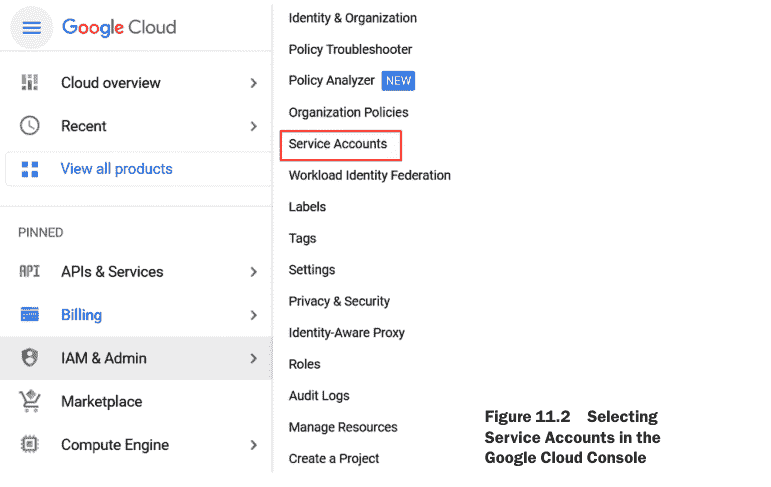 Google Cloud
Cloud overview
Recent
View all products
PINNED
API APIs & Services
Billing
IAM & Admin
Marketplace
Compute Engine
Identity & Organization
Policy Troubleshooter
Policy Analyzer NEW
Organization Policies
Service Accounts
Workload Identity Federation
Labels
Tags
Settings
Privacy & Security
Identity-Aware Proxy
Roles
Audit Logs
Manage Resources
Create a Project
Figure 11.2 Selecting
Service Accounts in the
Google Cloud Console